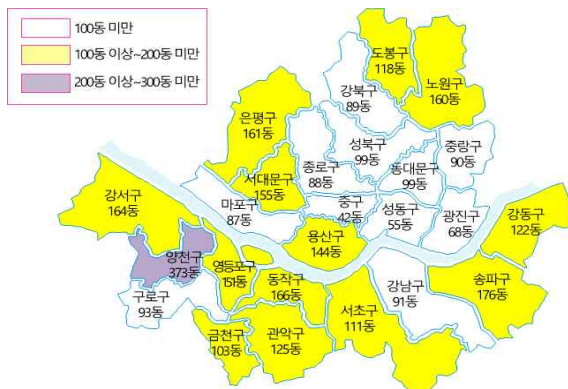 100동 미만
100동 이상~200동 미만
200동 이상~300동 미만
도봉구
118동
노원구
160동
강북구
89동
은평구
161동
성북구
99동
중랑구
90동
종로구
88동
동대문구
99동
서대문구
155동
강서구
164동
마포구
87동
중구
42동
성동구
55동
광진구
68동
강동구
122동
용산구
144동
양천구
373동
영등포구
151동
동작구
166동
강남구
91동
송파구
176동
구로구
93동
서초구
111동
금천구
103동
관악구
125동